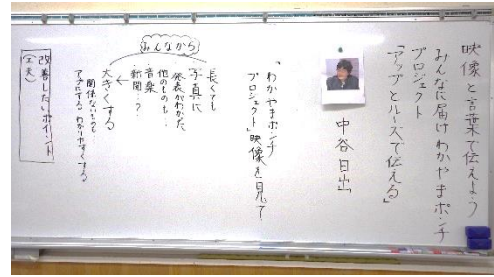 映像と言葉で伝えよう
みんなに届け わかやまポンチ
プロジェクト
「アップとルーズで伝える」
中谷日出
「わかやまポンチ
プロジェクト」映像を見て
みんなから
長くても
写真に
発表がわかった
他のものも・・
音楽
新聞・・?
大きくする
関係ないものも
アップにする わかりやすくする
改善したいポイント
(工夫)